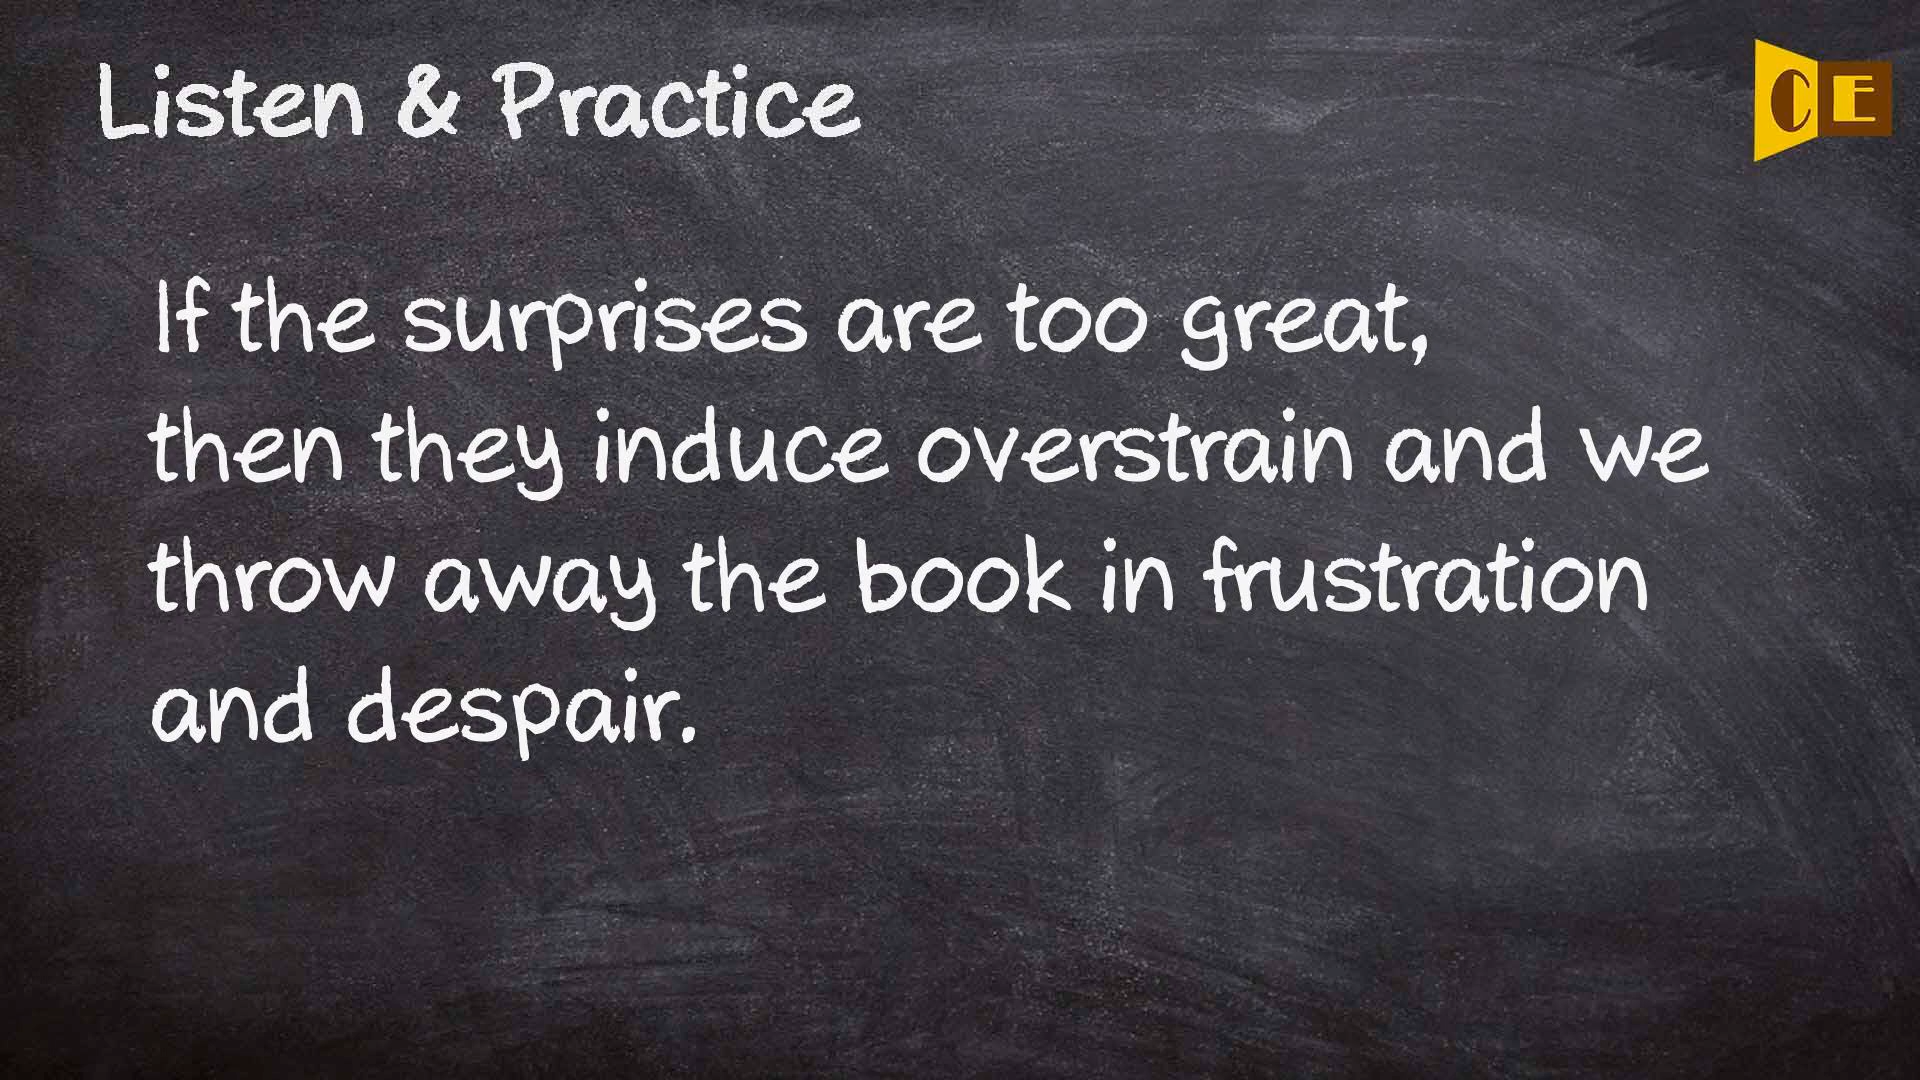 Listen & Practice
CE
If the surprises are too great,
then they induce overstrain and we
throw away the book in frustration
and despair.